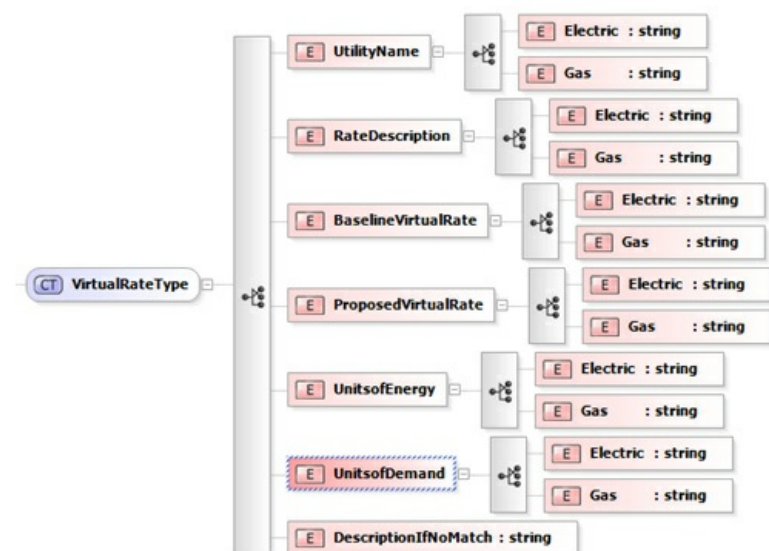 E UtilityName
E Electric : string
E Gas : string
E RateDescription
E Electric : string
E Gas : string
E BaselineVirtualRate
E Electric : string
E Gas : string
CT VirtualRateType
E ProposedVirtualRate
E Electric : string
E Gas : string
E UnitsofEnergy
E Electric : string
E Gas : string
E UnitsofDemand
E Electric : string
E Gas : string
E DescriptionIfNoMatch : string